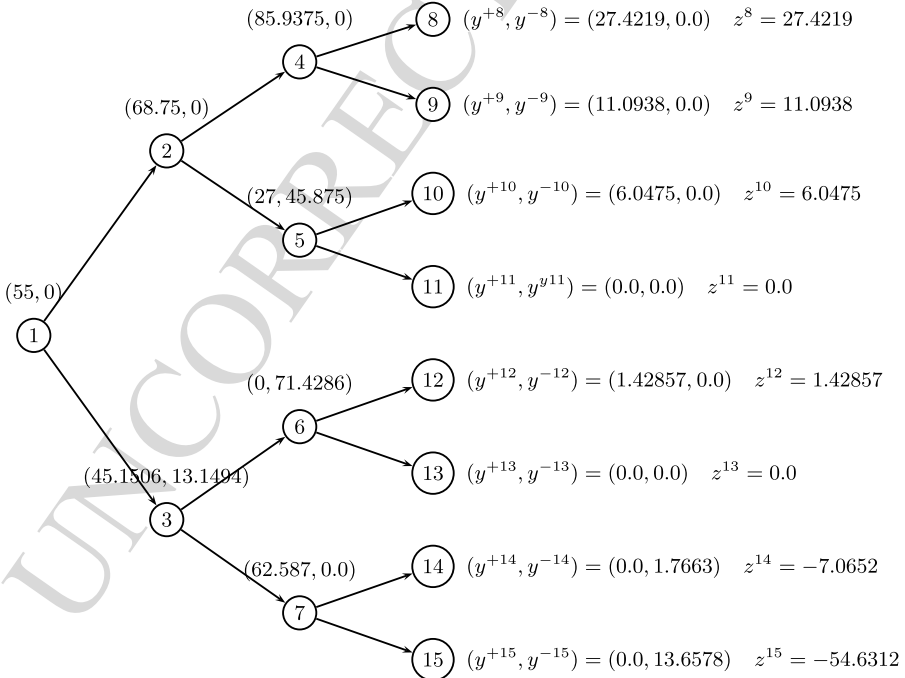 (85.9375, 0)
8 (y^{+8}, y^{−8}) = (27.4219, 0.0) z^8 = 27.4219
4
9 (y^{+9}, y^{−9}) = (11.0938, 0.0) z^9 = 11.0938
(68.75, 0)
2
(27, 45.875)
10 (y^{+10}, y^{−10}) = (6.0475, 0.0) z^{10} = 6.0475
5
11 (y^{+11}, y^{y11}) = (0.0, 0.0) z^{11} = 0.0
(55, 0)
1
(0, 71.4286)
12 (y^{+12}, y^{−12}) = (1.42857, 0.0) z^{12} = 1.42857
6
13 (y^{+13}, y^{−13}) = (0.0, 0.0) z^{13} = 0.0
(45.1506, 13.1494)
3
(62.587, 0.0)
14 (y^{+14}, y^{−14}) = (0.0, 1.7663) z^{14} = −7.0652
7
15 (y^{+15}, y^{−15}) = (0.0, 13.6578) z^{15} = −54.6312
UNCORREC